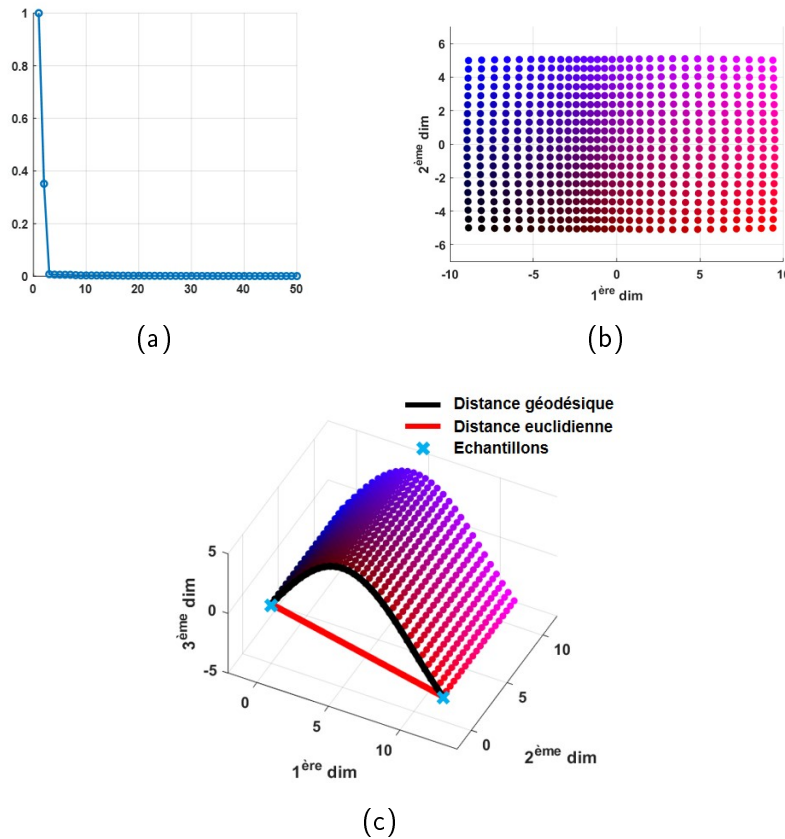 1
0.8
0.6
0.4
0.2
0
0 10 20 30 40 50
(a)
6
4
2
0
-2
-4
-6
2ème dim
-10 -5 0 5 10
1ère dim
(b)
Distance géodésique
Distance euclidienne
Echantillons
5
0
-5
3ème dim
0 5 10
1ère dim
0 5 10
2ème dim
(c)